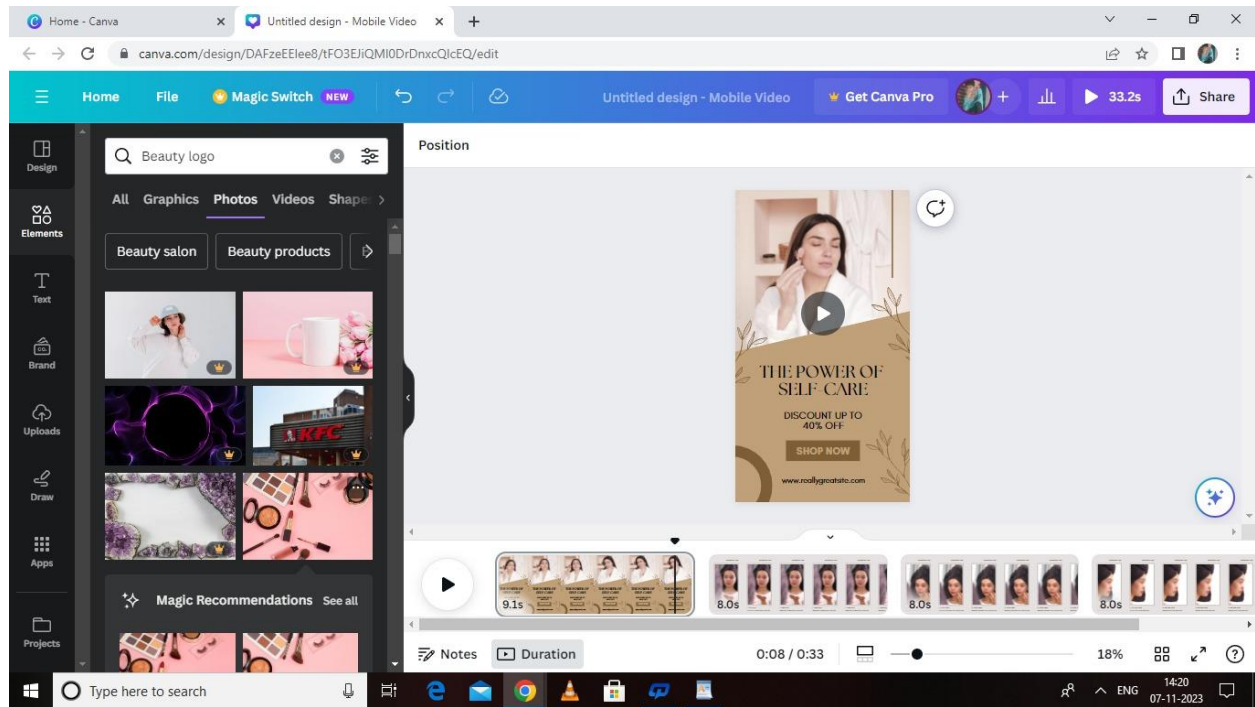 Home - Canva
Untitled design - Mobile Video
canva.com/design/DAFzeEEIee8/tFO3EJiQMI0DrDnxcQIcEQ/edit
Home File Magic Switch NEW Untitled design - Mobile Video Get Canva Pro 33.2s Share
Design
Elements
Text
Brand
Uploads
Draw
Apps
Projects
Beauty logo
All Graphics Photos Videos Shape
Beauty salon Beauty products
KFC
Magic Recommendations See all
Position
THE POWER OF
SELF-CARE
DISCOUNT UP TO
40% OFF
SHOP NOW
www.reallygreatsite.com
9.1s 8.0s 8.0s 8.0s
Notes Duration 0:08 / 0:33 18%
Type here to search
ENG
14:20
07-11-2023